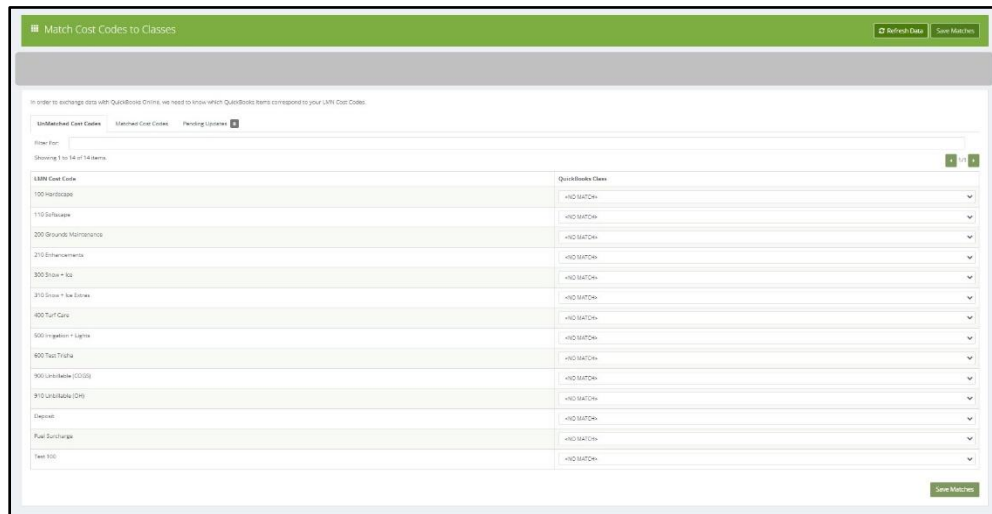 Match Cost Codes to Classes
Refresh Data
Save Matches
In order to exchange data with QuickBooks Online, we need to know which QuickBooks Items correspond to your LMN Cost Codes.
UnMatched Cost Codes Matched Cost Codes Pending Updates
Filter For:
Showing 1 to 14 of 14 items.
1/1
LMN Cost Code QuickBooks Class
100 Hardscape <NO MATCH>
110 Softscape <NO MATCH>
200 Grounds Maintenance <NO MATCH>
210 Enhancements <NO MATCH>
300 Snow + Ice <NO MATCH>
310 Snow + Ice Extras <NO MATCH>
400 Turf Care <NO MATCH>
500 Irrigation + Lights <NO MATCH>
600 Test Trisha <NO MATCH>
900 Unbillable (COGS) <NO MATCH>
910 Unbillable (OH) <NO MATCH>
Deposit <NO MATCH>
Fuel Surcharge <NO MATCH>
Test 100 <NO MATCH>
Save Matches